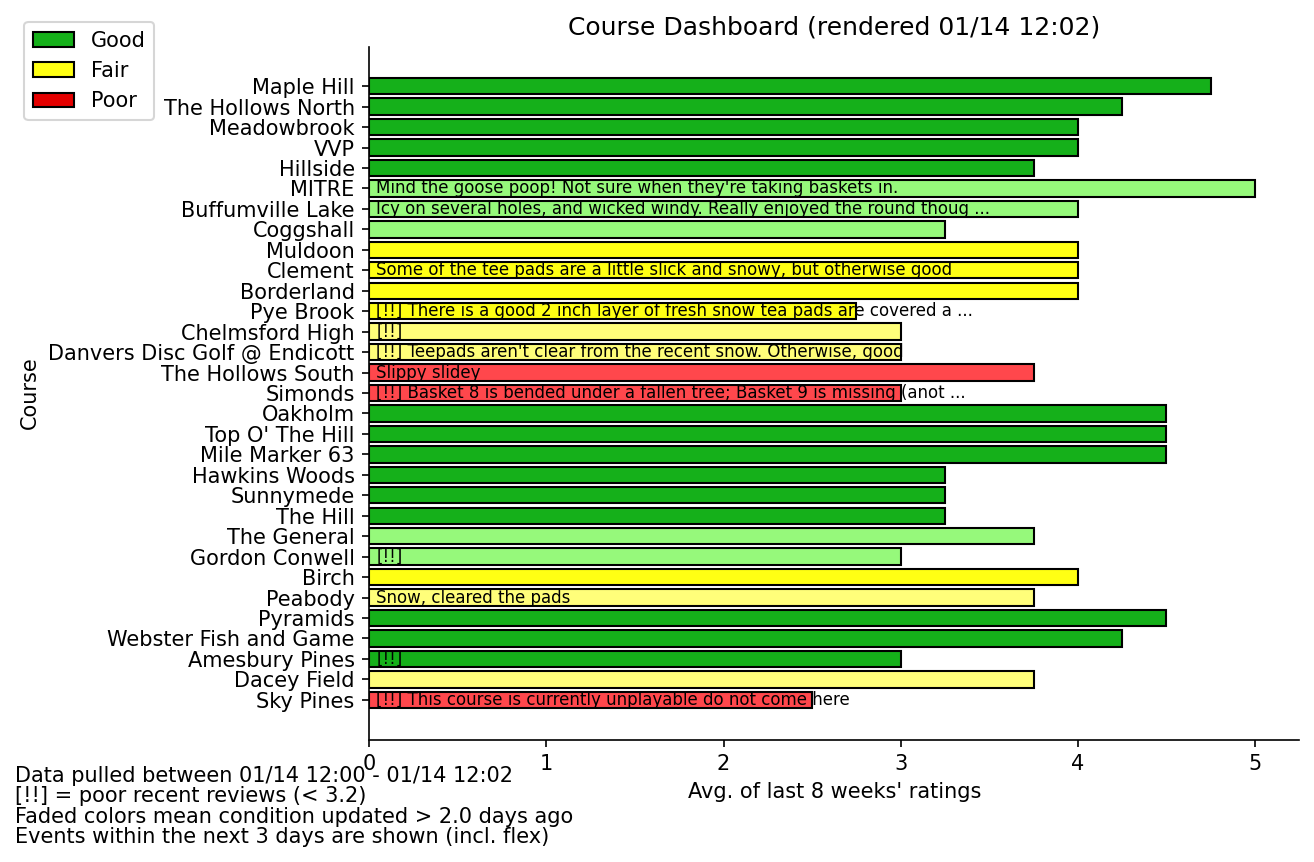 Course Dashboard (rendered 01/14 12:02)
Good
Fair
Poor
Course
Maple Hill
The Hollows North
Meadowbrook
VVP
Hillside
MITRE Mind the goose poop! Not sure when they're taking baskets in.
Buffumville Lake Icy on several holes, and wicked windy. Really enjoyed the round thoug ...
Coggshall
Muldoon
Clement Some of the tee pads are a little slick and snowy, but otherwise good
Borderland
Pye Brook [!!] There is a good 2 inch layer of fresh snow tea pads are covered a ...
Chelmsford High [!!]
Danvers Disc Golf @ Endicott [!!] Teepads aren't clear from the recent snow. Otherwise, good
The Hollows South Slippy slidey
Simonds [!!] Basket 8 is bended under a fallen tree; Basket 9 is missing (anot ...
Oakholm
Top O' The Hill
Mile Marker 63
Hawkins Woods
Sunnymede
The Hill
The General
Gordon Conwell [!!]
Birch
Peabody Snow, cleared the pads
Pyramids
Webster Fish and Game
Amesbury Pines [!!]
Dacey Field
Sky Pines [!!] This course is currently unplayable do not come here
0 1 2 3 4 5
Avg. of last 8 weeks' ratings
Data pulled between 01/14 12:00 - 01/14 12:02
[!!] = poor recent reviews (< 3.2)
Faded colors mean condition updated > 2.0 days ago
Events within the next 3 days are shown (incl. flex)